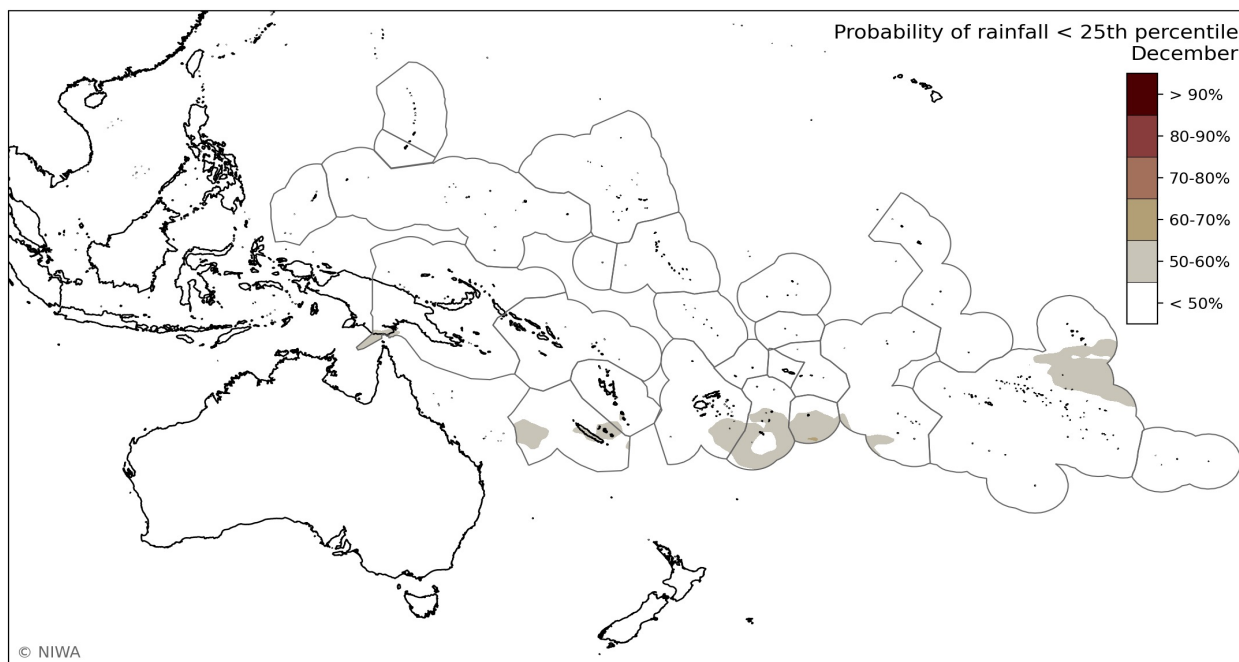 Probability of rainfall < 25th percentile
December
> 90%
80-90%
70-80%
60-70%
50-60%
< 50%
© NIWA